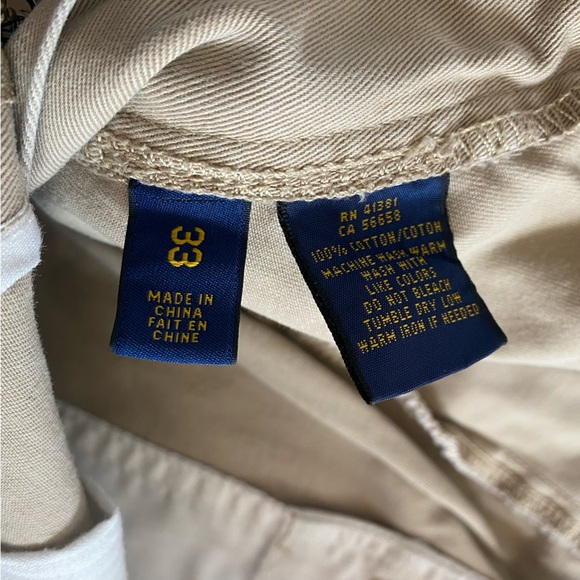 33
MADE IN
CHINA
FAIT EN
CHINE
RN 41381
CA 56658
100% COTTON/COTON
MACHINE WASH WARM
WASH WITH
LIKE COLORS
DO NOT BLEACH
TUMBLE DRY LOW
WARM IRON IF NEEDED